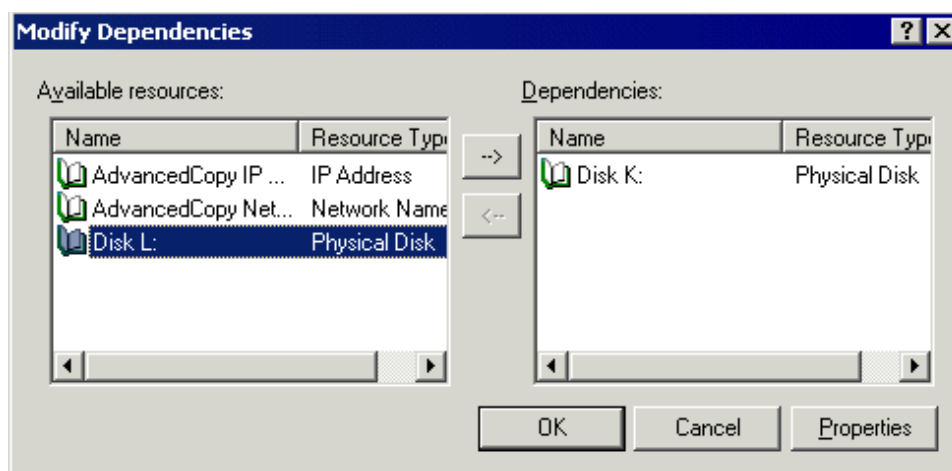 Modify Dependencies
Available resources:
Name Resource Typ
AdvancedCopy IP ... IP Address
AdvancedCopy Net... Network Name
Disk L: Physical Disk
-->
<--
Dependencies:
Name Resource Typ
Disk K: Physical Disk
OK Cancel Properties